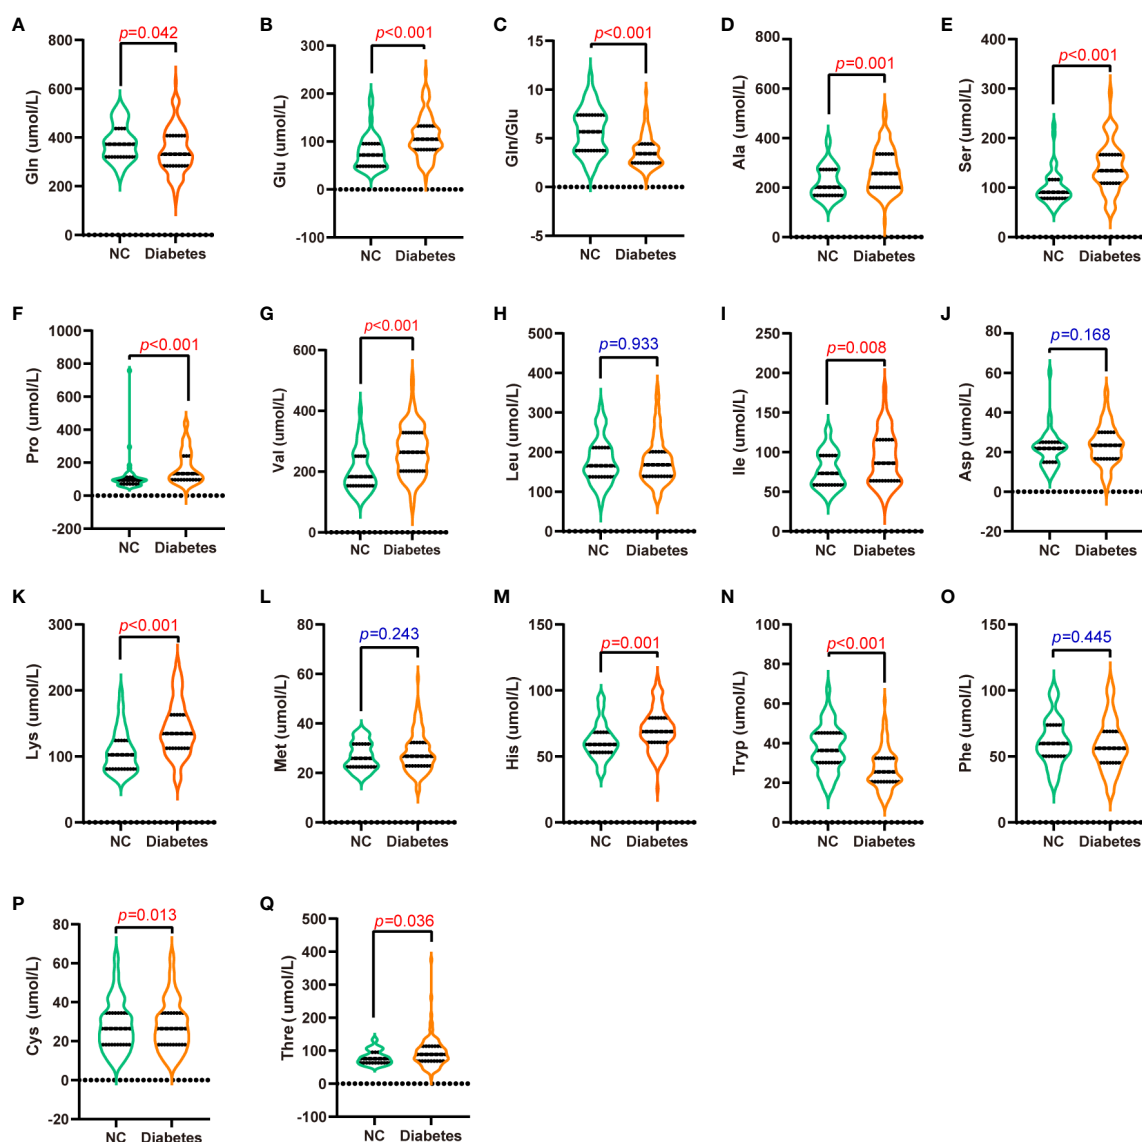 A
p=0.042
Gln (umol/L)
800
600
400
200
0
NC Diabetes
B
p<0.001
Glu (umol/L)
300
200
100
0
-100
NC Diabetes
C
p<0.001
Gln/Glu
15
10
5
0
-5
NC Diabetes
D
p=0.001
Ala (umol/L)
800
600
400
200
0
NC Diabetes
E
p<0.001
Ser (umol/L)
400
300
200
100
0
NC Diabetes
F
p<0.001
Pro (umol/L)
1000
800
600
400
200
0
-200
NC Diabetes
G
p<0.001
Val (umol/L)
600
400
200
0
NC Diabetes
H
p=0.933
Leu (umol/L)
500
400
300
200
100
0
NC Diabetes
I
p=0.008
Ile (umol/L)
250
200
150
100
50
0
NC Diabetes
J
p=0.168
Asp (umol/L)
80
60
40
20
0
-20
NC Diabetes
K
p<0.001
Lys (umol/L)
300
200
100
0
NC Diabetes
L
p=0.243
Met (umol/L)
80
60
40
20
0
NC Diabetes
M
p=0.001
His (umol/L)
150
100
50
0
NC Diabetes
N
p<0.001
Tryp (umol/L)
100
80
60
40
20
0
NC Diabetes
O
p=0.445
Phe (umol/L)
150
100
50
0
NC Diabetes
P
p=0.013
Cys (umol/L)
80
60
40
20
0
-20
NC Diabetes
Q
p=0.036
Thre ( umol/L)
500
400
300
200
100
0
-100
NC Diabetes